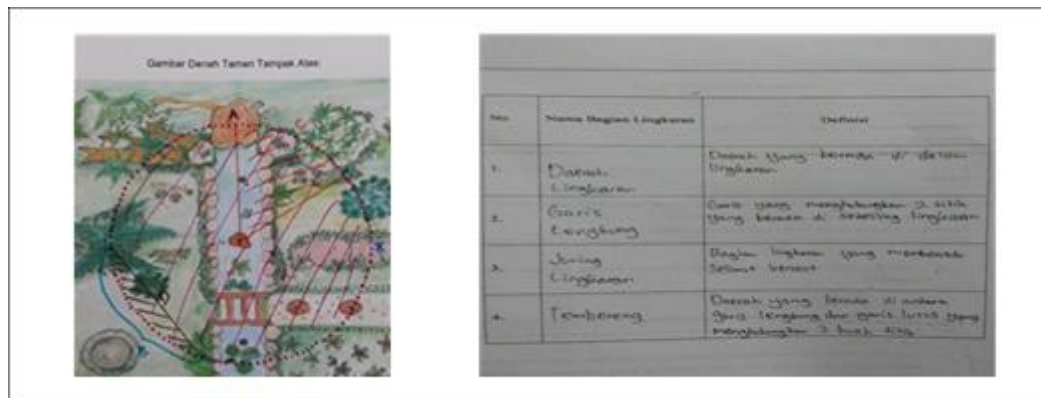 Gambar Denah Taman Tampak Atas
A
No
Nama Bagian Lingkaran
Definisi
1.
Daerah
Lingkaran
Daerah yang berada di dalam
lingkaran
2.
Garis
Lengkung
Garis yang menghubungkan 2 titik
yang berada di lingkaran
3.
Juring
Lingkaran
Bagian lingkaran yang
4.
Tembereng
Daerah yang berada di antara
garis lengkung dan garis lurus yang
menghubungkan 2 buah titik